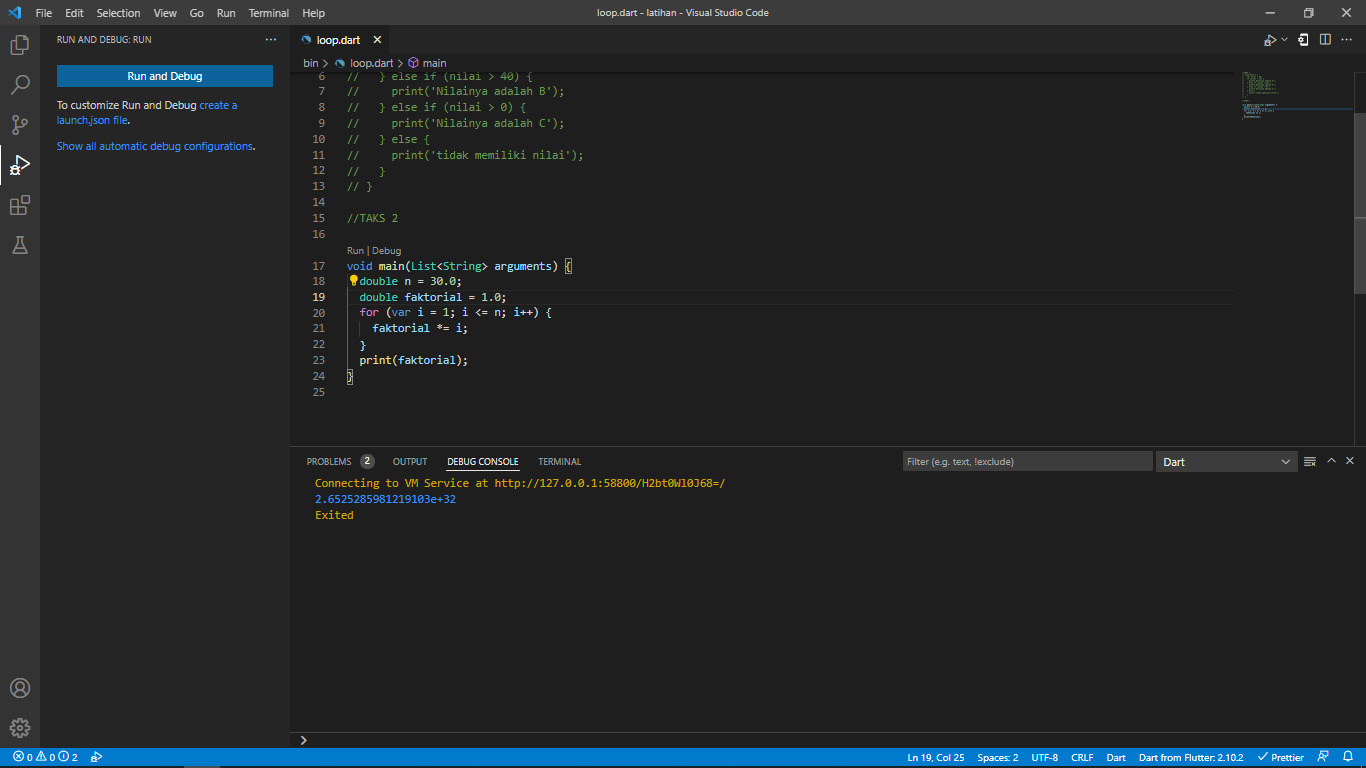 File Edit Selection View Go Run Terminal Help
loop.dart - latihan - Visual Studio Code
RUN AND DEBUG: RUN
Run and Debug
To customize Run and Debug create a
launch.json file.
Show all automatic debug configurations.
loop.dart
bin > loop.dart > main
6 //   } else if (nilai > 40) {
7 //     print('Nilainya adalah B');
8 //   } else if (nilai > 0) {
9 //     print('Nilainya adalah C');
10 //   } else {
11 //     print('tidak memiliki nilai');
12 //   }
13 // }
14
15 //TAKS 2
16
Run | Debug
17 void main(List<String> arguments) {
18   double n = 30.0;
19   double faktorial = 1.0;
20   for (var i = 1; i <= n; i++) {
21     faktorial *= i;
22   }
23   print(faktorial);
24 }
25
PROBLEMS 2 OUTPUT DEBUG CONSOLE TERMINAL
Filter (e.g. text, !exclude)
Dart
Connecting to VM Service at http://127.0.0.1:58800/H2bt0Wl0J68=/
2.6525285981219103e+32
Exited
0 0 2
Ln 19, Col 25 Spaces: 2 UTF-8 CRLF Dart Dart from Flutter: 2.10.2 Prettier